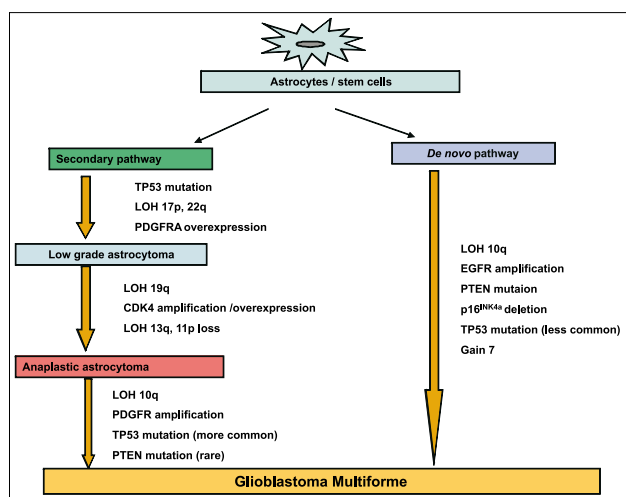 Astrocytes / stem cells
Secondary pathway
TP53 mutation
LOH 17p, 22q
PDGFRA overexpression
Low grade astrocytoma
LOH 19q
CDK4 amplification /overexpression
LOH 13q, 11p loss
Anaplastic astrocytoma
LOH 10q
PDGFR amplification
TP53 mutation (more common)
PTEN mutation (rare)
De novo pathway
LOH 10q
EGFR amplification
PTEN mutaion
p16INK4a deletion
TP53 mutation (less common)
Gain 7
Glioblastoma Multiforme